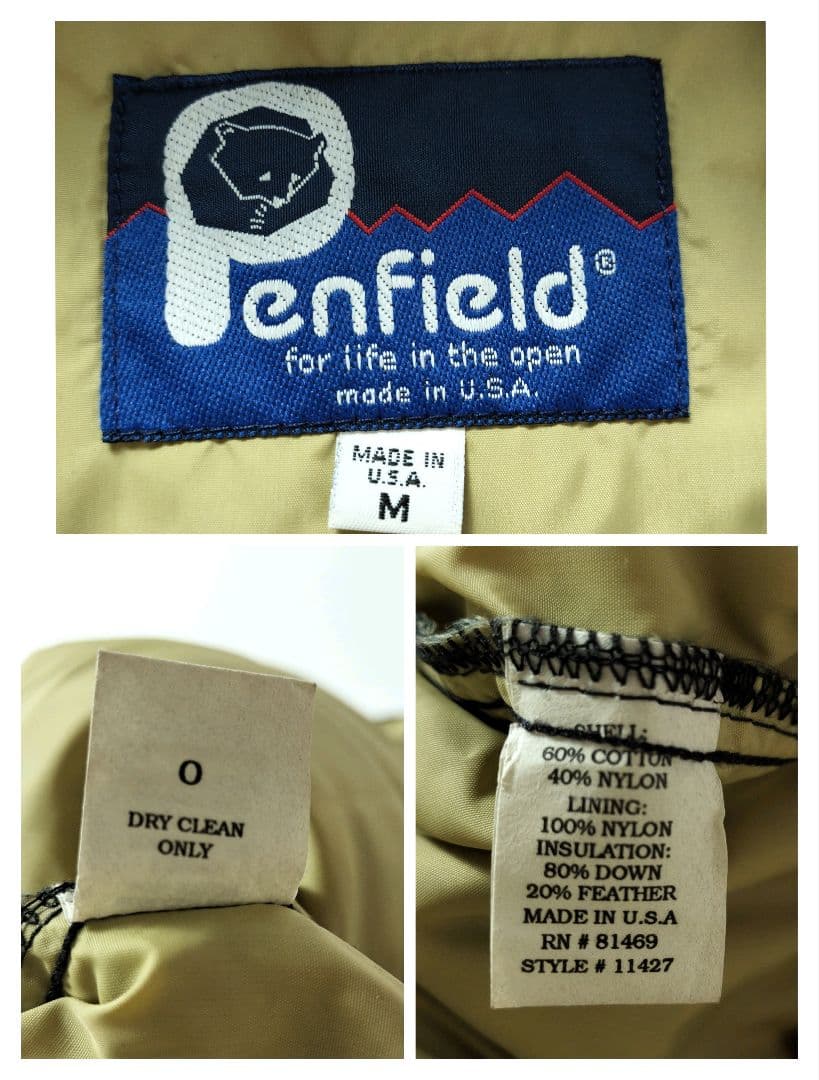 Penfield®
for life in the open
made in U.S.A.
MADE IN
U.S.A.
M
O
DRY CLEAN
ONLY
SHELL:
60% COTTON
40% NYLON
LINING:
100% NYLON
INSULATION:
80% DOWN
20% FEATHER
MADE IN U.S.A
RN # 81469
STYLE # 11427